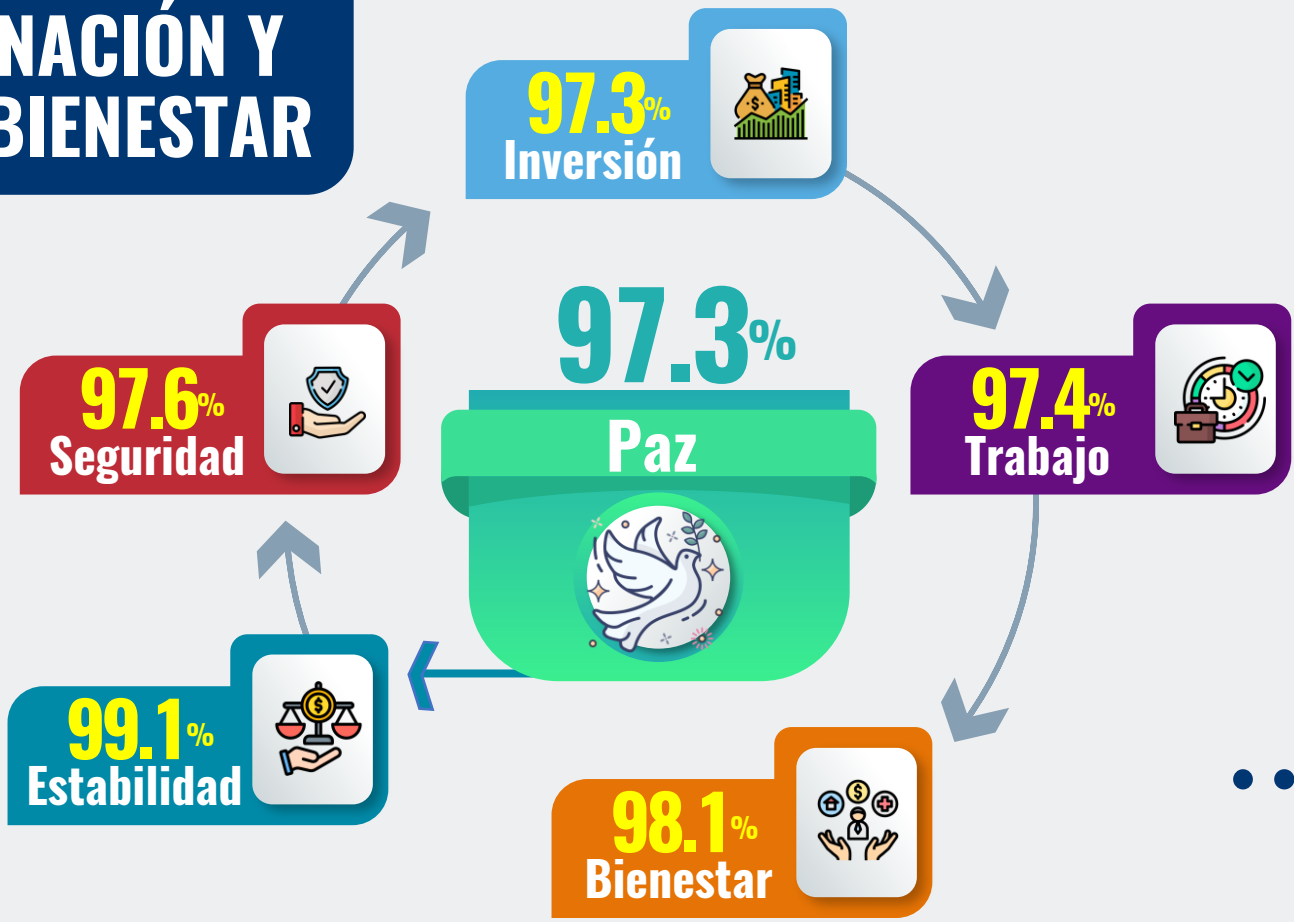 NACIÓN Y
BIENESTAR
97.3%
Inversión
97.3%
Paz
97.6%
Seguridad
97.4%
Trabajo
99.1%
Estabilidad
98.1%
Bienestar